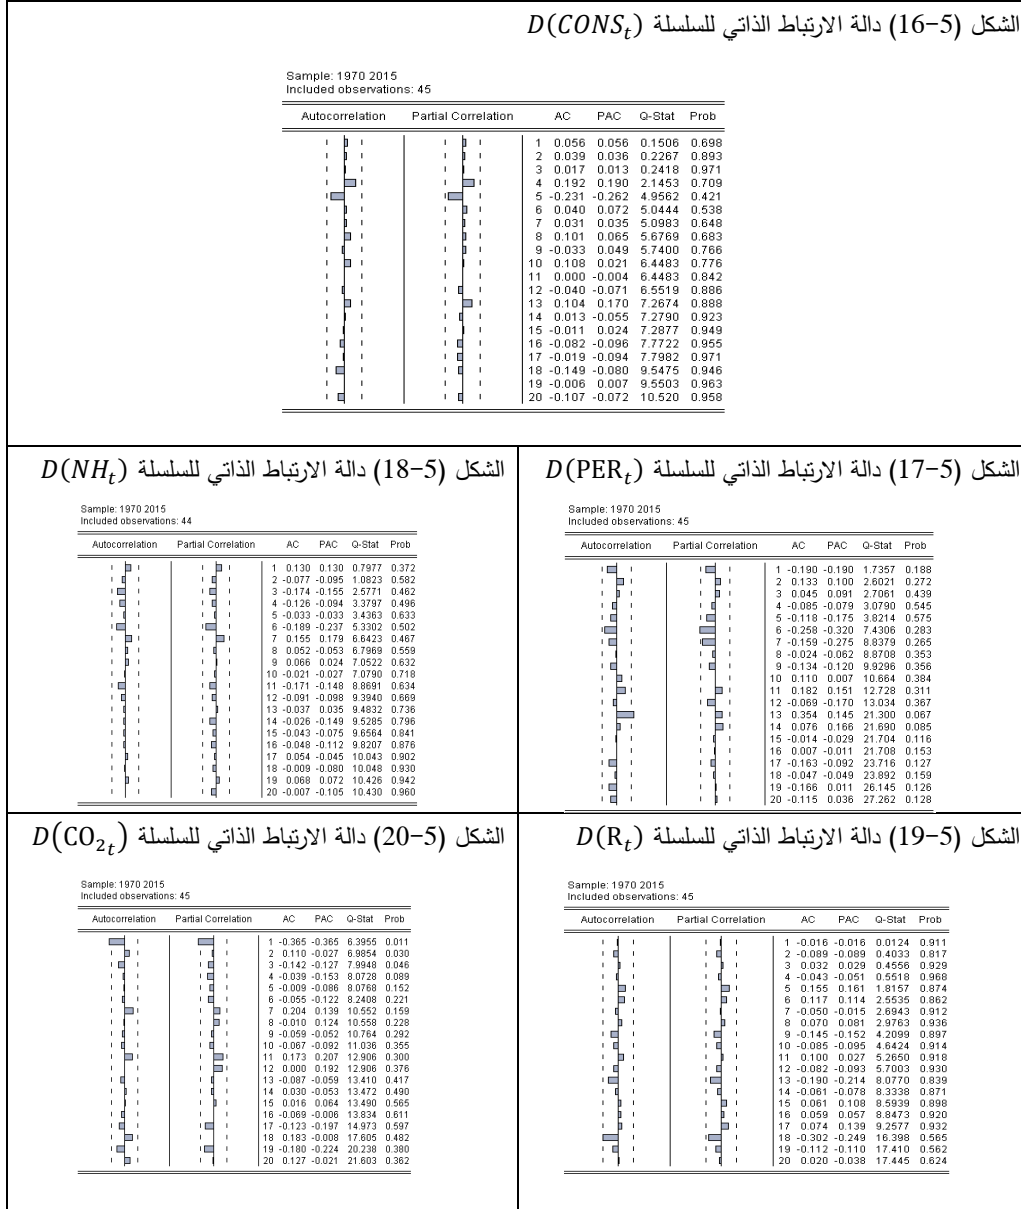 الشكل (5-16) دالة الارتباط الذاتي للسلسلة D(CONSₜ)
Sample: 1970 2015
Included observations: 45
Autocorrelation Partial Correlation AC PAC Q-Stat Prob
1 0.056 0.056 0.1506 0.698
2 0.039 0.036 0.2267 0.893
3 0.017 0.013 0.2418 0.971
4 0.192 0.190 2.1453 0.709
5 -0.231 -0.262 4.9562 0.421
6 0.040 0.072 5.0444 0.538
7 0.031 0.035 5.0983 0.648
8 0.101 0.065 5.6769 0.683
9 -0.033 0.049 5.7400 0.766
10 0.108 0.021 6.4483 0.776
11 0.000 -0.004 6.4483 0.842
12 -0.040 -0.071 6.5519 0.886
13 0.104 0.170 7.2674 0.888
14 0.013 -0.055 7.2790 0.923
15 -0.011 0.024 7.2877 0.949
16 -0.082 -0.096 7.7722 0.955
17 -0.019 -0.094 7.7982 0.971
18 -0.149 -0.080 9.5475 0.946
19 -0.006 0.007 9.5503 0.963
20 -0.107 -0.072 10.520 0.958
الشكل (5-17) دالة الارتباط الذاتي للسلسلة D(PERₜ)
Sample: 1970 2015
Included observations: 45
Autocorrelation Partial Correlation AC PAC Q-Stat Prob
1 -0.190 -0.190 1.7357 0.188
2 0.133 0.100 2.6021 0.272
3 0.045 0.091 2.7061 0.439
4 -0.085 -0.079 3.0790 0.545
5 -0.118 -0.175 3.8214 0.575
6 -0.258 -0.320 7.4306 0.283
7 -0.159 -0.275 8.8379 0.265
8 -0.024 -0.062 8.8708 0.353
9 -0.134 -0.120 9.9296 0.356
10 0.110 0.007 10.664 0.384
11 0.182 0.151 12.728 0.311
12 -0.069 -0.170 13.034 0.367
13 0.354 0.145 21.300 0.067
14 0.076 0.166 21.690 0.085
15 -0.014 -0.029 21.704 0.116
16 0.007 -0.011 21.708 0.153
17 -0.163 -0.092 23.716 0.127
18 -0.047 -0.049 23.892 0.159
19 -0.166 0.011 26.145 0.126
20 -0.115 0.036 27.262 0.128
الشكل (5-18) دالة الارتباط الذاتي للسلسلة D(NHₜ)
Sample: 1970 2015
Included observations: 44
Autocorrelation Partial Correlation AC PAC Q-Stat Prob
1 0.130 0.130 0.7977 0.372
2 -0.077 -0.095 1.0823 0.582
3 -0.174 -0.155 2.5771 0.462
4 -0.126 -0.094 3.3797 0.496
5 -0.033 -0.033 3.4363 0.633
6 -0.189 -0.237 5.3302 0.502
7 0.155 0.179 6.6423 0.467
8 0.052 -0.053 6.7969 0.559
9 0.066 0.024 7.0522 0.632
10 -0.021 -0.027 7.0790 0.718
11 -0.171 -0.148 8.8691 0.634
12 -0.091 -0.098 9.3940 0.669
13 -0.037 0.035 9.4832 0.736
14 -0.026 -0.149 9.5285 0.796
15 -0.043 -0.075 9.6564 0.841
16 -0.048 -0.112 9.8207 0.876
17 0.054 -0.045 10.043 0.902
18 -0.009 -0.080 10.048 0.930
19 0.068 0.072 10.426 0.942
20 -0.007 -0.105 10.430 0.960
الشكل (5-19) دالة الارتباط الذاتي للسلسلة D(Rₜ)
Sample: 1970 2015
Included observations: 45
Autocorrelation Partial Correlation AC PAC Q-Stat Prob
1 -0.016 -0.016 0.0124 0.911
2 -0.089 -0.089 0.4033 0.817
3 0.032 0.029 0.4556 0.929
4 -0.043 -0.051 0.5518 0.968
5 0.155 0.161 1.8157 0.874
6 0.117 0.114 2.5535 0.862
7 -0.050 -0.015 2.6943 0.912
8 0.070 0.081 2.9763 0.936
9 -0.145 -0.152 4.2099 0.897
10 -0.085 -0.095 4.6424 0.914
11 0.100 0.027 5.2650 0.918
12 -0.082 -0.093 5.7003 0.930
13 -0.190 -0.214 8.0770 0.839
14 -0.061 -0.078 8.3338 0.871
15 0.061 0.108 8.5939 0.898
16 0.059 0.057 8.8473 0.920
17 0.074 0.139 9.2577 0.932
18 -0.302 -0.249 16.398 0.565
19 -0.112 -0.110 17.410 0.562
20 0.020 -0.038 17.445 0.624
الشكل (5-20) دالة الارتباط الذاتي للسلسلة D(CO₂ₜ)
Sample: 1970 2015
Included observations: 45
Autocorrelation Partial Correlation AC PAC Q-Stat Prob
1 -0.365 -0.365 6.3955 0.011
2 0.110 -0.027 6.9854 0.030
3 -0.142 -0.127 7.9948 0.046
4 -0.039 -0.153 8.0728 0.089
5 -0.009 -0.086 8.0768 0.152
6 -0.055 -0.122 8.2408 0.221
7 0.204 0.139 10.552 0.159
8 -0.010 0.124 10.558 0.228
9 -0.059 -0.052 10.764 0.292
10 -0.067 -0.092 11.036 0.355
11 0.173 0.207 12.906 0.300
12 0.000 0.192 12.906 0.376
13 -0.087 -0.059 13.410 0.417
14 0.030 -0.053 13.472 0.490
15 0.016 0.064 13.490 0.565
16 -0.069 -0.006 13.834 0.611
17 -0.123 -0.197 14.973 0.597
18 0.183 -0.008 17.605 0.482
19 -0.180 -0.224 20.238 0.380
20 0.127 -0.021 21.603 0.362